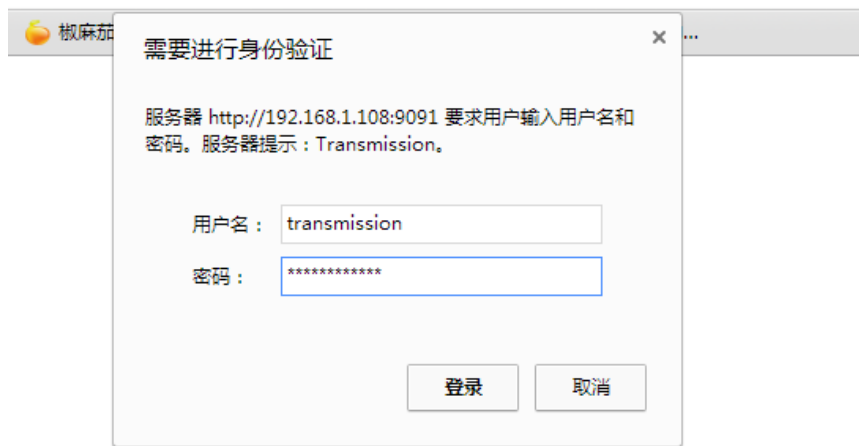 椒麻茄
...
需要进行身份验证
服务器 http://192.168.1.108:9091 要求用户输入用户名和
密码。服务器提示：Transmission。
用户名： transmission
密码： ************
登录 取消